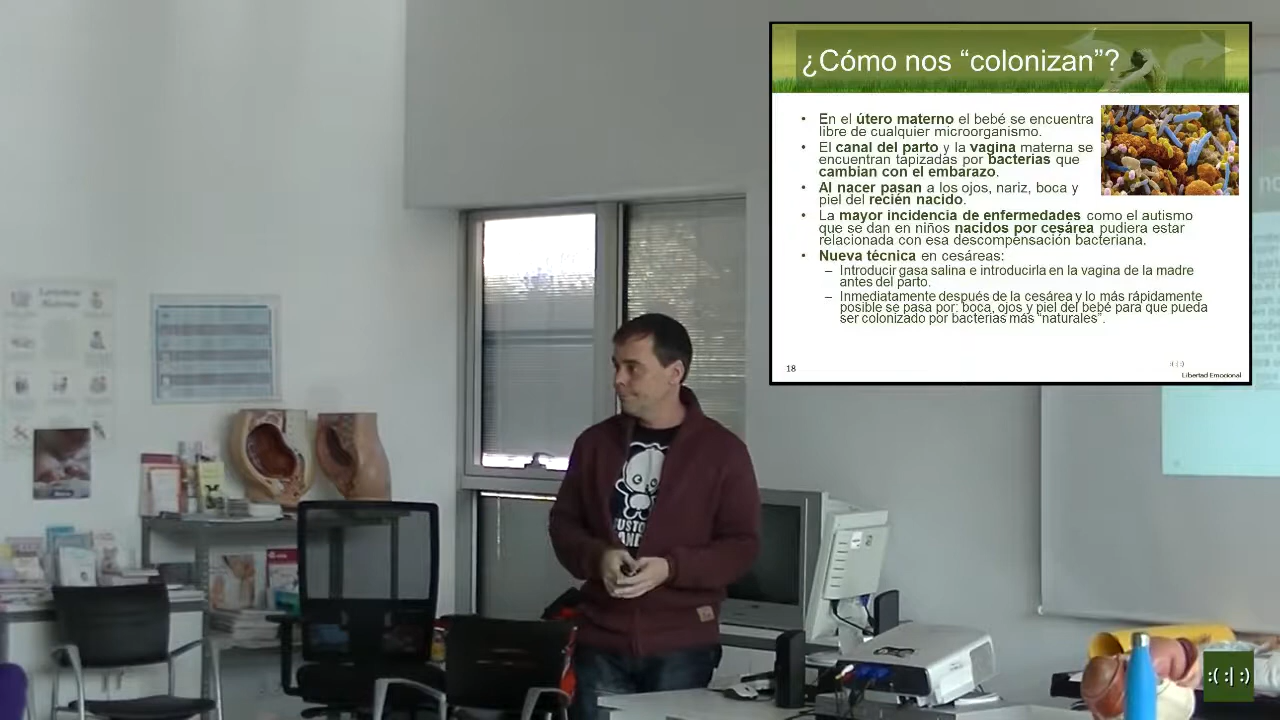 ¿Cómo nos “colonizan”?
• En el útero materno el bebé se encuentra
libre de cualquier microorganismo.
• El canal del parto y la vagina materna se
encuentran tapizadas por bacterias que
cambian con el embarazo.
• Al nacer pasan a los ojos, nariz, boca y
piel del recién nacido.
• La mayor incidencia de enfermedades como el autismo
que se dan en niños nacidos por cesárea pudiera estar
relacionada con esa descompensación bacteriana.
• Nueva técnica en cesáreas:
– Introducir gasa salina e introducirla en la vagina de la madre
antes del parto.
– Inmediatamente después de la cesárea y lo más rápidamente
posible se pasa por, boca, ojos y piel del bebé para que pueda
ser colonizado por bacterias más “naturales”.
18
:(:|:)
Libertad Emocional
:( :| :)